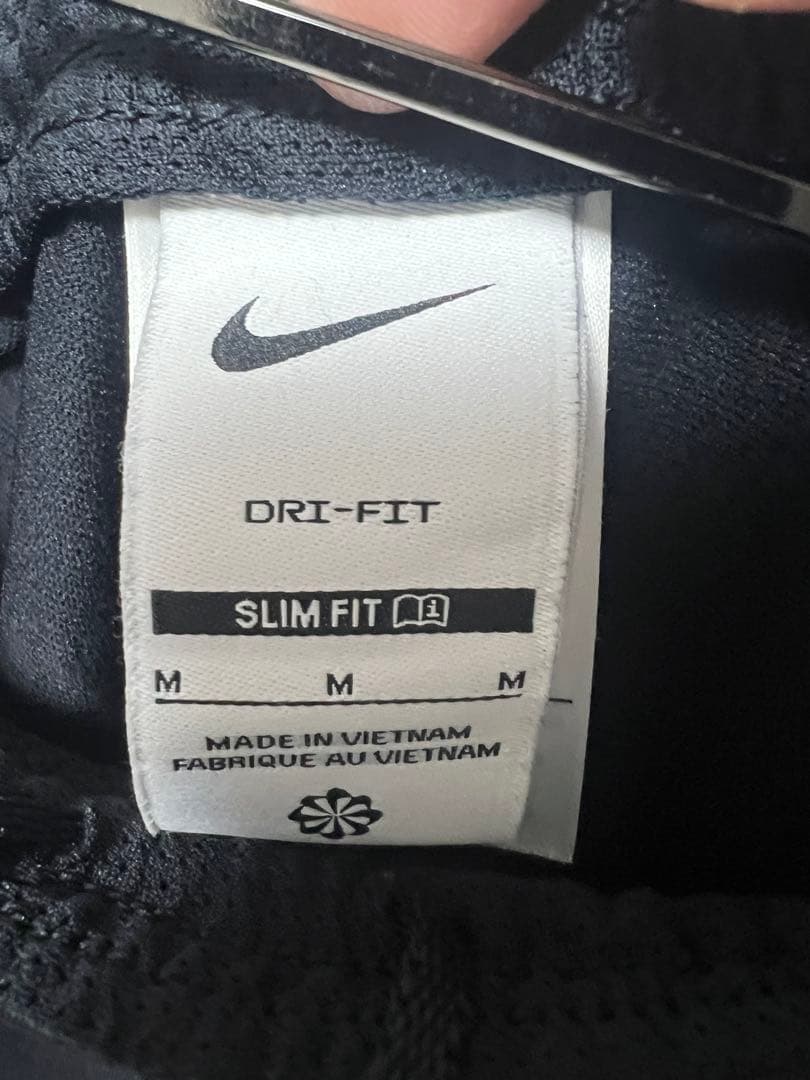 DRI-FIT
SLIM FIT
M M M
MADE IN VIETNAM
FABRIQUE AU VIETNAM